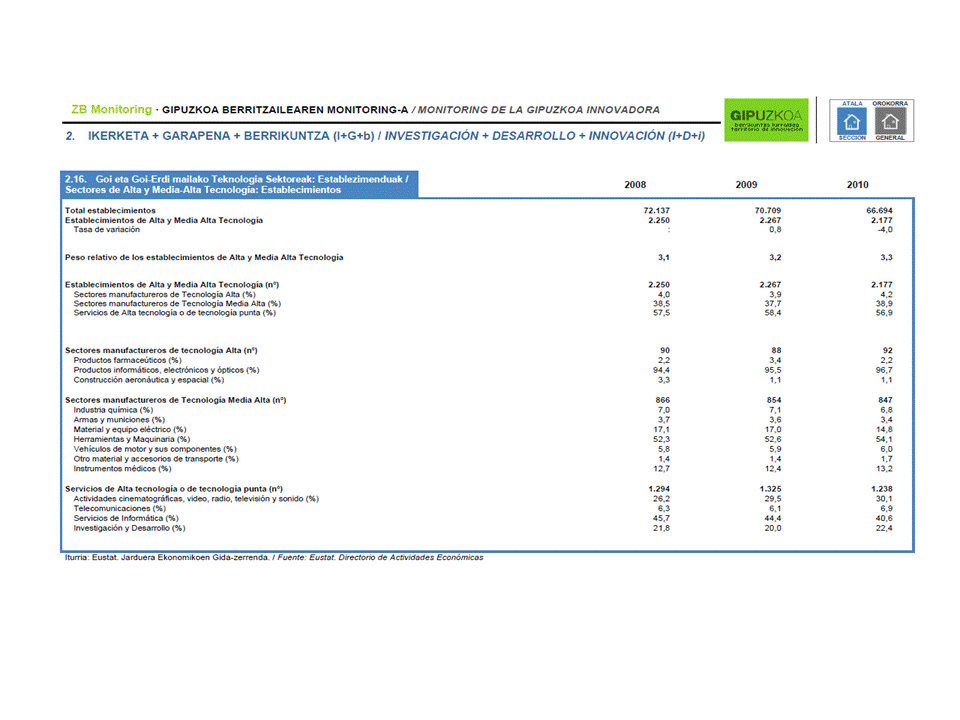 ZB Monitoring · GIPUZKOA BERRITZAILEAREN MONITORING-A / MONITORING DE LA GIPUZKOA INNOVADORA
2. IKERKETA + GARAPENA + BERRIKUNTZA (I+G+b) / INVESTIGACIÓN + DESARROLLO + INNOVACIÓN (I+D+i)
GIPUZKOA
berrikuntza lurraldea
territorio de innovación
ATALA OROKORRA
SECCIÓN GENERAL
2.16. Goi eta Goi-Erdi mailako Teknologia Sektoreak: Establezimenduak /
Sectores de Alta y Media-Alta Tecnología: Establecimientos
2008 2009 2010
Total establecimientos 72.137 70.709 66.694
Establecimientos de Alta y Media Alta Tecnología 2.250 2.267 2.177
Tasa de variación : 0,8 -4,0
Peso relativo de los establecimientos de Alta y Media Alta Tecnología 3,1 3,2 3,3
Establecimientos de Alta y Media Alta Tecnología (nº) 2.250 2.267 2.177
Sectores manufactureros de Tecnología Alta (%) 4,0 3,9 4,2
Sectores manufactureros de Tecnología Media Alta (%) 38,5 37,7 38,9
Servicios de Alta tecnología o de tecnología punta (%) 57,5 58,4 56,9
Sectores manufactureros de tecnología Alta (nº) 90 88 92
Productos farmaceúticos (%) 2,2 3,4 2,2
Productos informáticos, electrónicos y ópticos (%) 94,4 95,5 96,7
Construcción aeronáutica y espacial (%) 3,3 1,1 1,1
Sectores manufactureros de Tecnología Media Alta (nº) 866 854 847
Industria química (%) 7,0 7,1 6,8
Armas y municiones (%) 3,7 3,6 3,4
Material y equipo eléctrico (%) 17,1 17,0 14,8
Herramientas y Maquinaria (%) 52,3 52,6 54,1
Vehículos de motor y sus componentes (%) 5,8 5,9 6,0
Otro material y accesorios de transporte (%) 1,4 1,4 1,7
Instrumentos médicos (%) 12,7 12,4 13,2
Servicios de Alta tecnología o de tecnología punta (nº) 1.294 1.325 1.238
Actividades cinematográficas, video, radio, televisión y sonido (%) 26,2 29,5 30,1
Telecomunicaciones (%) 6,3 6,1 6,9
Servicios de Informática (%) 45,7 44,4 40,6
Investigación y Desarrollo (%) 21,8 20,0 22,4
Iturria: Eustat. Jarduera Ekonomikoen Gida-zerrenda. / Fuente: Eustat. Directorio de Actividades Económicas